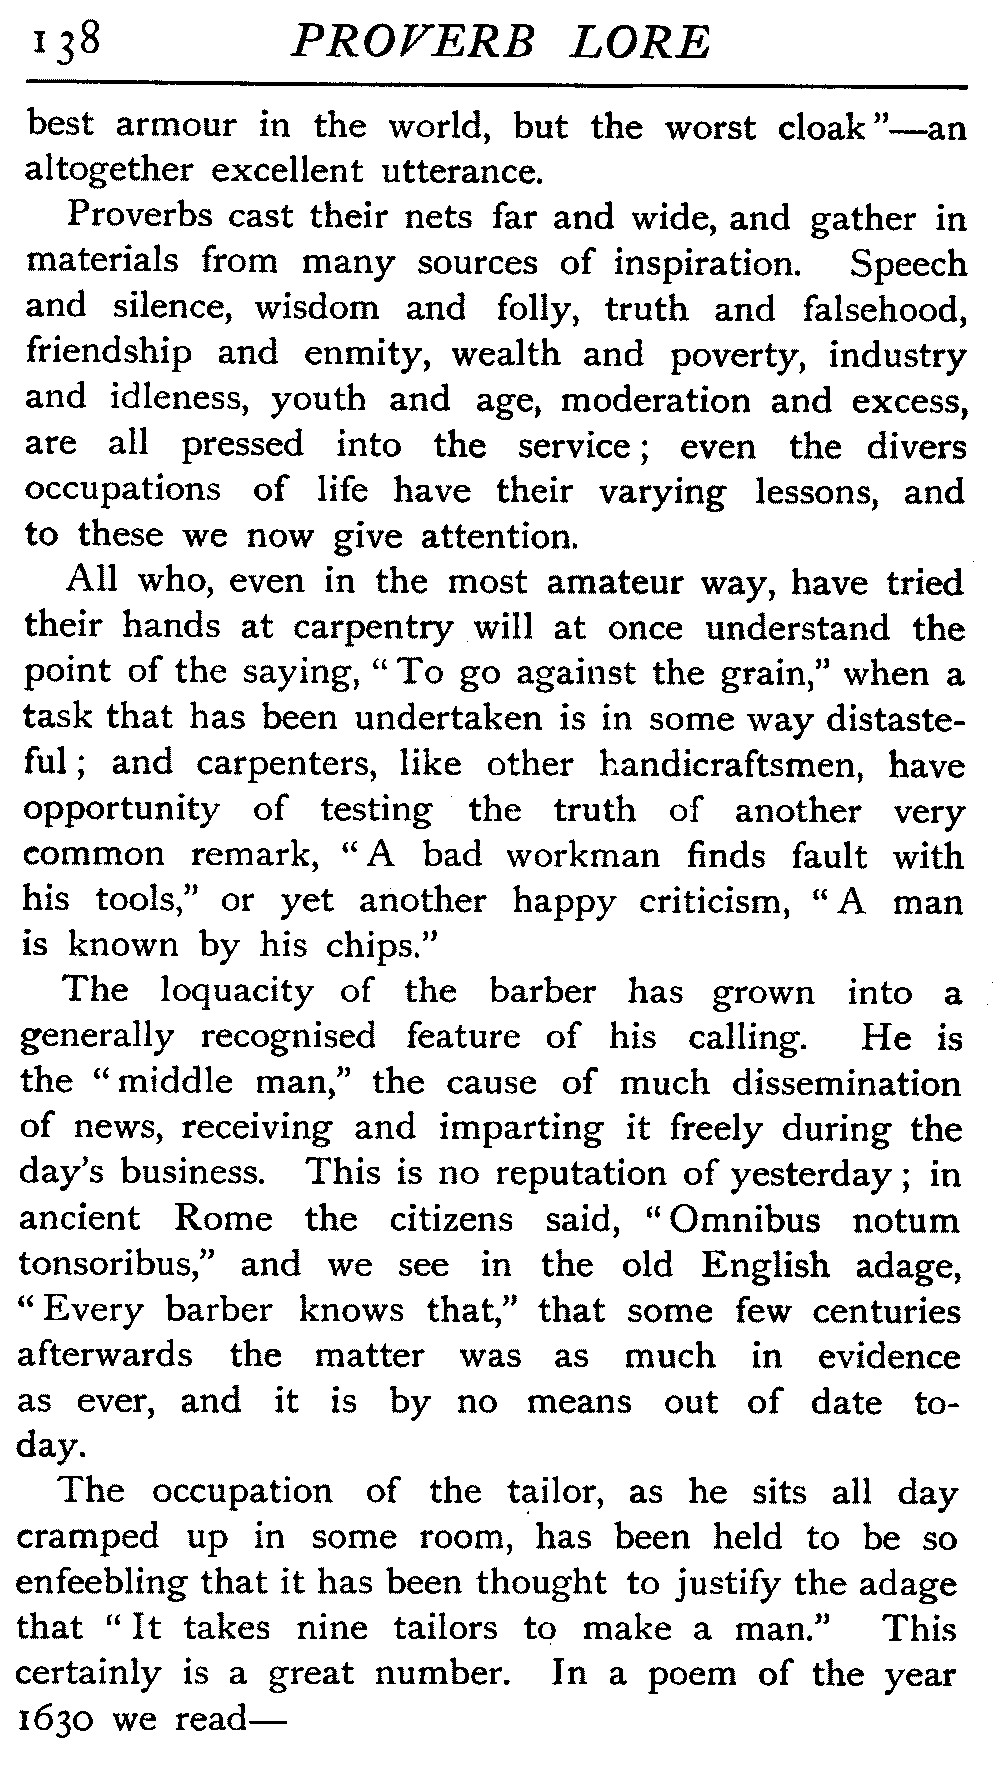 138 PROVERB LORE
best armour in the world, but the worst cloak”—an
altogether excellent utterance.
Proverbs cast their nets far and wide, and gather in
materials from many sources of inspiration. Speech
and silence, wisdom and folly, truth and falsehood,
friendship and enmity, wealth and poverty, industry
and idleness, youth and age, moderation and excess,
are all pressed into the service; even the divers
occupations of life have their varying lessons, and
to these we now give attention.
All who, even in the most amateur way, have tried
their hands at carpentry will at once understand the
point of the saying, “To go against the grain,” when a
task that has been undertaken is in some way distaste-
ful; and carpenters, like other handicraftsmen, have
opportunity of testing the truth of another very
common remark, “A bad workman finds fault with
his tools,” or yet another happy criticism, “A man
is known by his chips.”
The loquacity of the barber has grown into a
generally recognised feature of his calling. He is
the “middle man,” the cause of much dissemination
of news, receiving and imparting it freely during the
day’s business. This is no reputation of yesterday; in
ancient Rome the citizens said, “Omnibus notum
tonsoribus,” and we see in the old English adage,
“Every barber knows that,” that some few centuries
afterwards the matter was as much in evidence
as ever, and it is by no means out of date to-
day.
The occupation of the tailor, as he sits all day
cramped up in some room, has been held to be so
enfeebling that it has been thought to justify the adage
that “It takes nine tailors to make a man.” This
certainly is a great number. In a poem of the year
1630 we read—